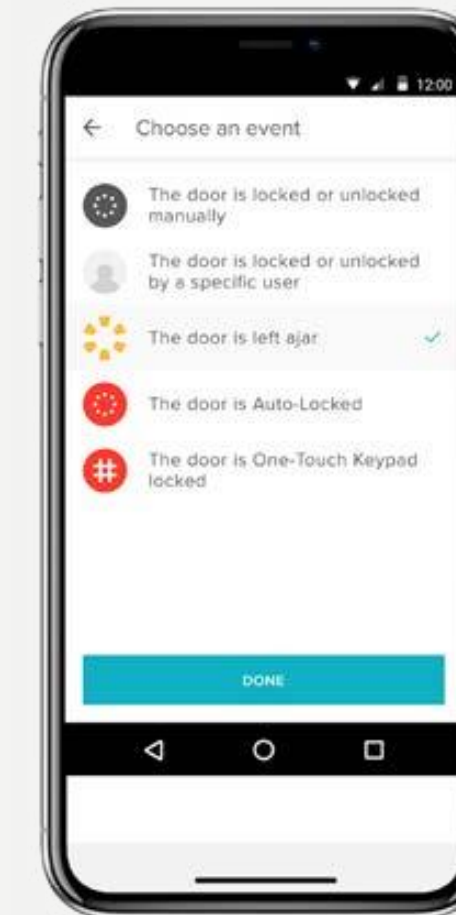 12:00
Choose an event
The door is locked or unlocked
manually
The door is locked or unlocked
by a specific user
The door is left ajar
The door is Auto-Locked
The door is One-Touch Keypad
locked
DONE